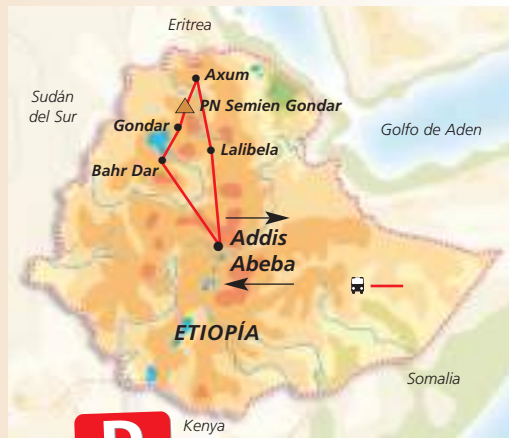 Eritrea
Axum
Sudán
del Sur
PN Semien Gondar
Gondar
Golfo de Aden
Lalibela
Bahr Dar
Addis
Abeba
ETIOPÍA
Somalia
D
Kenya